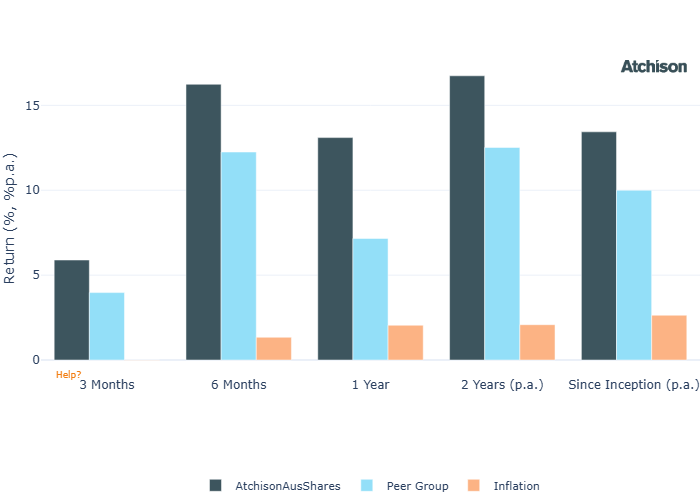 Atchison
15
10
5
0
Return (%, %p.a.)
Help?
3 Months
6 Months
1 Year
2 Years (p.a.)
Since Inception (p.a.)
AtchisonAusShares
Peer Group
Inflation